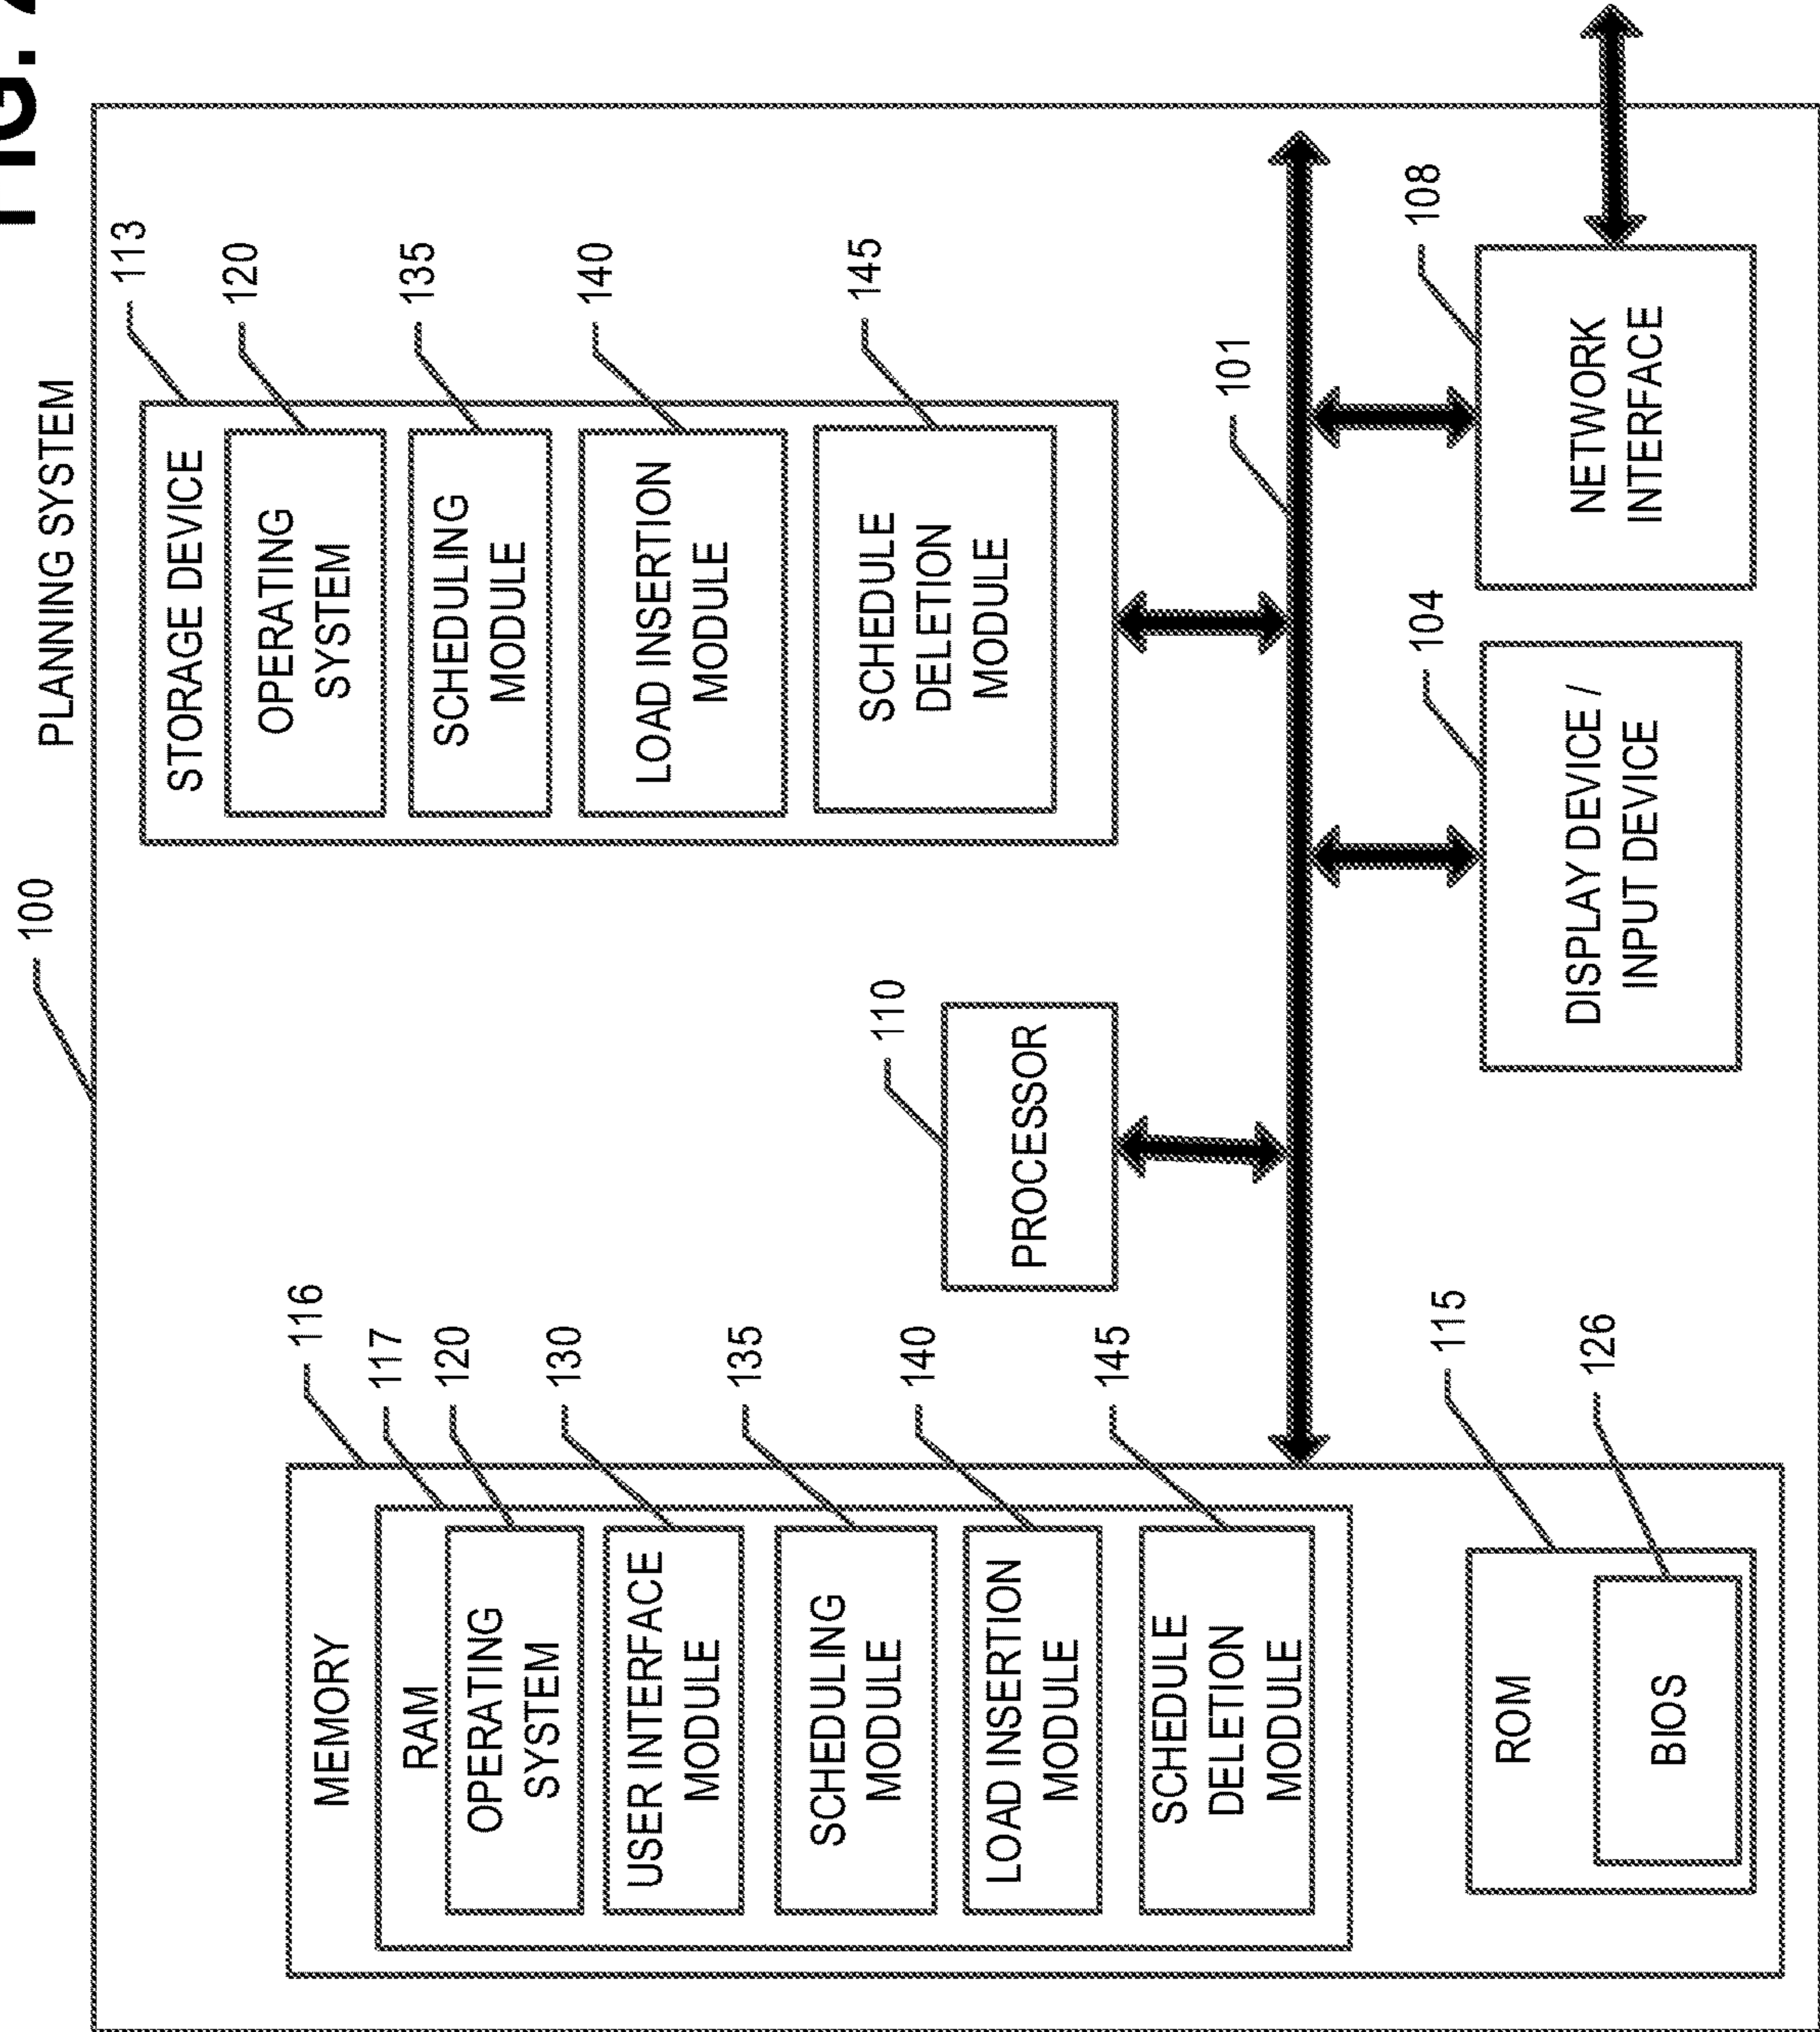 FIG.
PLANNING SYSTEM
100
MEMORY
116
RAM
117
OPERATING
SYSTEM
120
USER INTERFACE
MODULE
130
SCHEDULING
MODULE
135
LOAD INSERTION
MODULE
140
SCHEDULE
DELETION
MODULE
145
ROM
115
BIOS
126
PROCESSOR
110
STORAGE DEVICE
113
OPERATING
SYSTEM
120
SCHEDULING
MODULE
135
LOAD INSERTION
MODULE
140
SCHEDULE
DELETION
MODULE
145
101
DISPLAY DEVICE /
INPUT DEVICE
104
NETWORK
INTERFACE
108